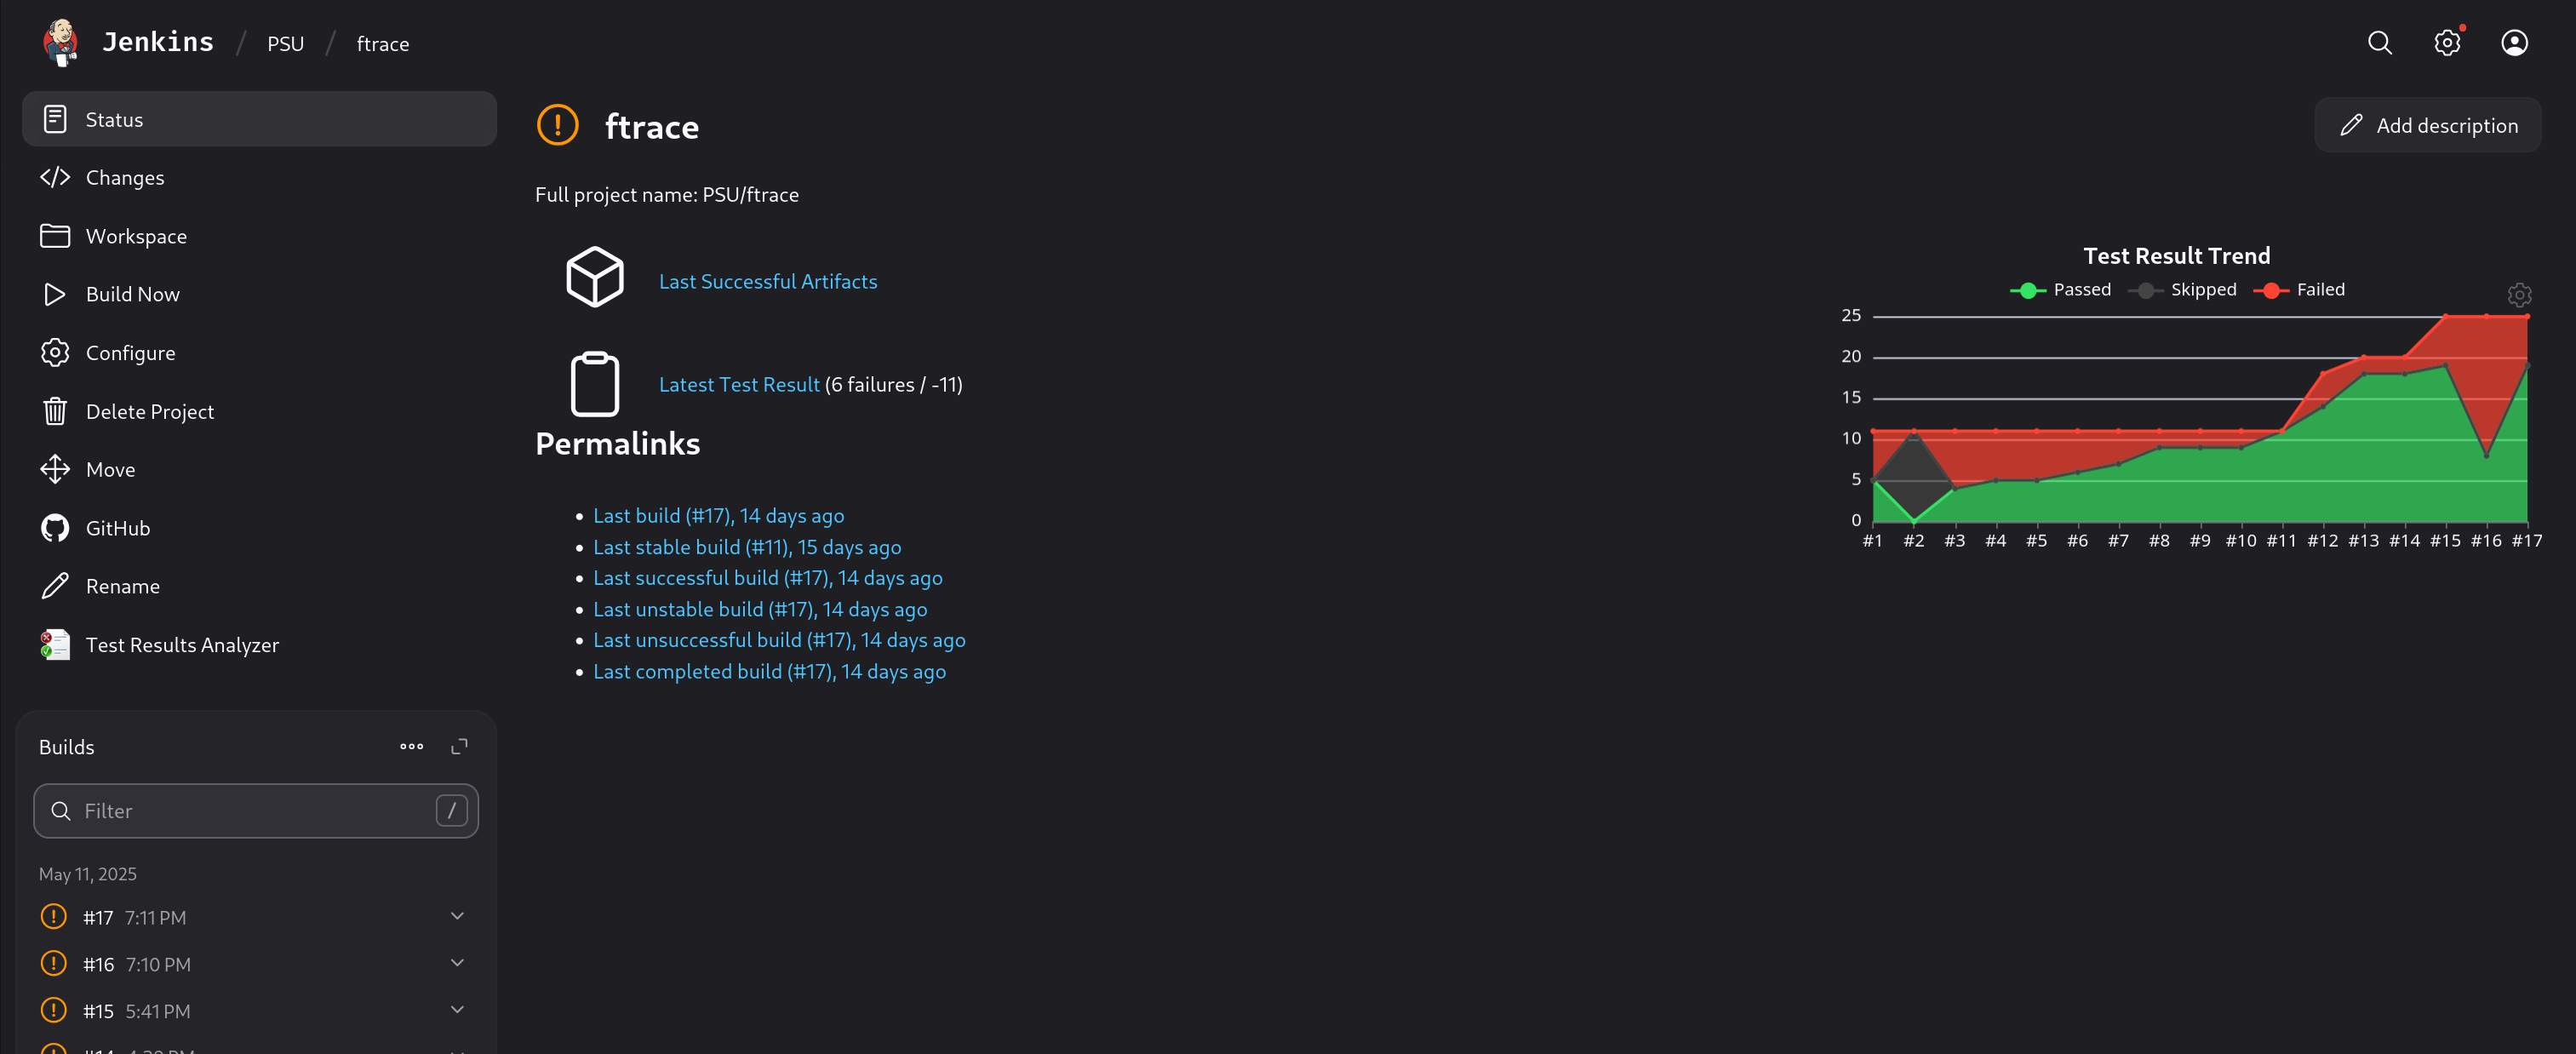 Jenkins / PSU / ftrace
Status
Changes
Workspace
Build Now
Configure
Delete Project
Move
GitHub
Rename
Test Results Analyzer
Builds
Filter /
May 11, 2025
#17 7:11 PM
#16 7:10 PM
#15 5:41 PM
ftrace
Add description
Full project name: PSU/ftrace
Last Successful Artifacts
Latest Test Result (6 failures / -11)
Permalinks
Last build (#17), 14 days ago
Last stable build (#11), 15 days ago
Last successful build (#17), 14 days ago
Last unstable build (#17), 14 days ago
Last unsuccessful build (#17), 14 days ago
Last completed build (#17), 14 days ago
Test Result Trend
Passed Skipped Failed
25
20
15
10
5
0
#1 #2 #3 #4 #5 #6 #7 #8 #9 #10 #11 #12 #13 #14 #15 #16 #17